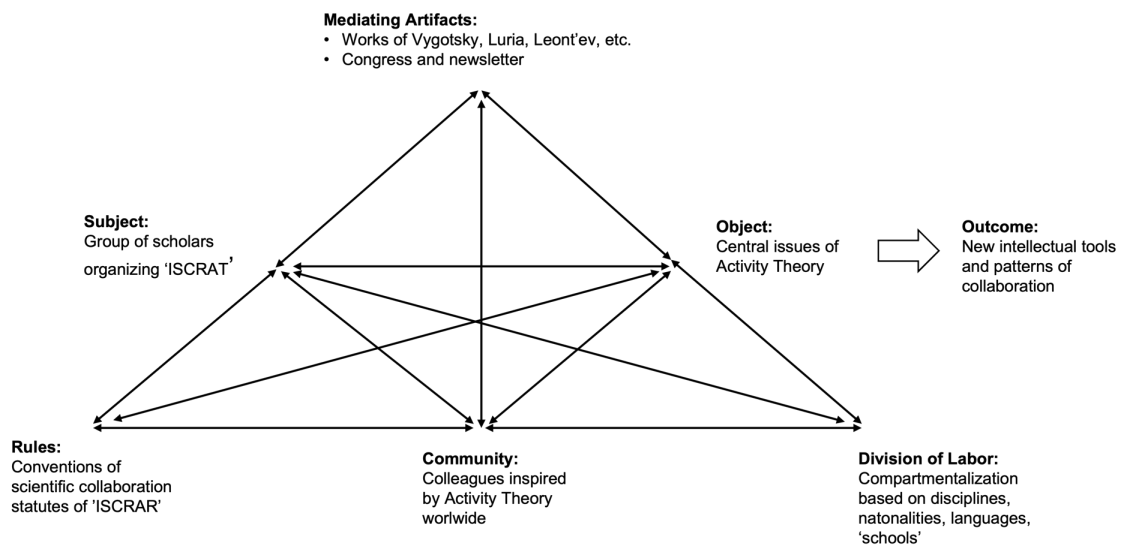 Mediating Artifacts:
• Works of Vygotsky, Luria, Leont'ev, etc.
• Congress and newsletter
Subject:
Group of scholars
organizing 'ISCRAT'
Object:
Central issues of
Activity Theory
Outcome:
New intellectual tools
and patterns of
collaboration
Rules:
Conventions of
scientific collaboration
statutes of 'ISCRAR'
Community:
Colleagues inspired
by Activity Theory
worlwide
Division of Labor:
Compartmentalization
based on disciplines,
natonalities, languages,
'schools'